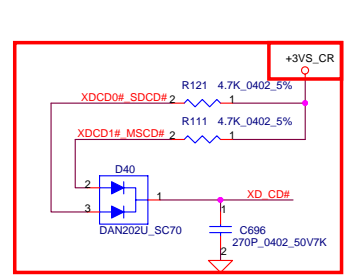 +3VS_CR
R121 4.7K_0402_5%
XDCD0#_SDCD# 2 1
R111 4.7K_0402_5%
XDCD1#_MSCD# 2 1
D40
2
1 XD_CD#
3
1
DAN202U_SC70
C696
270P_0402_50V7K
2